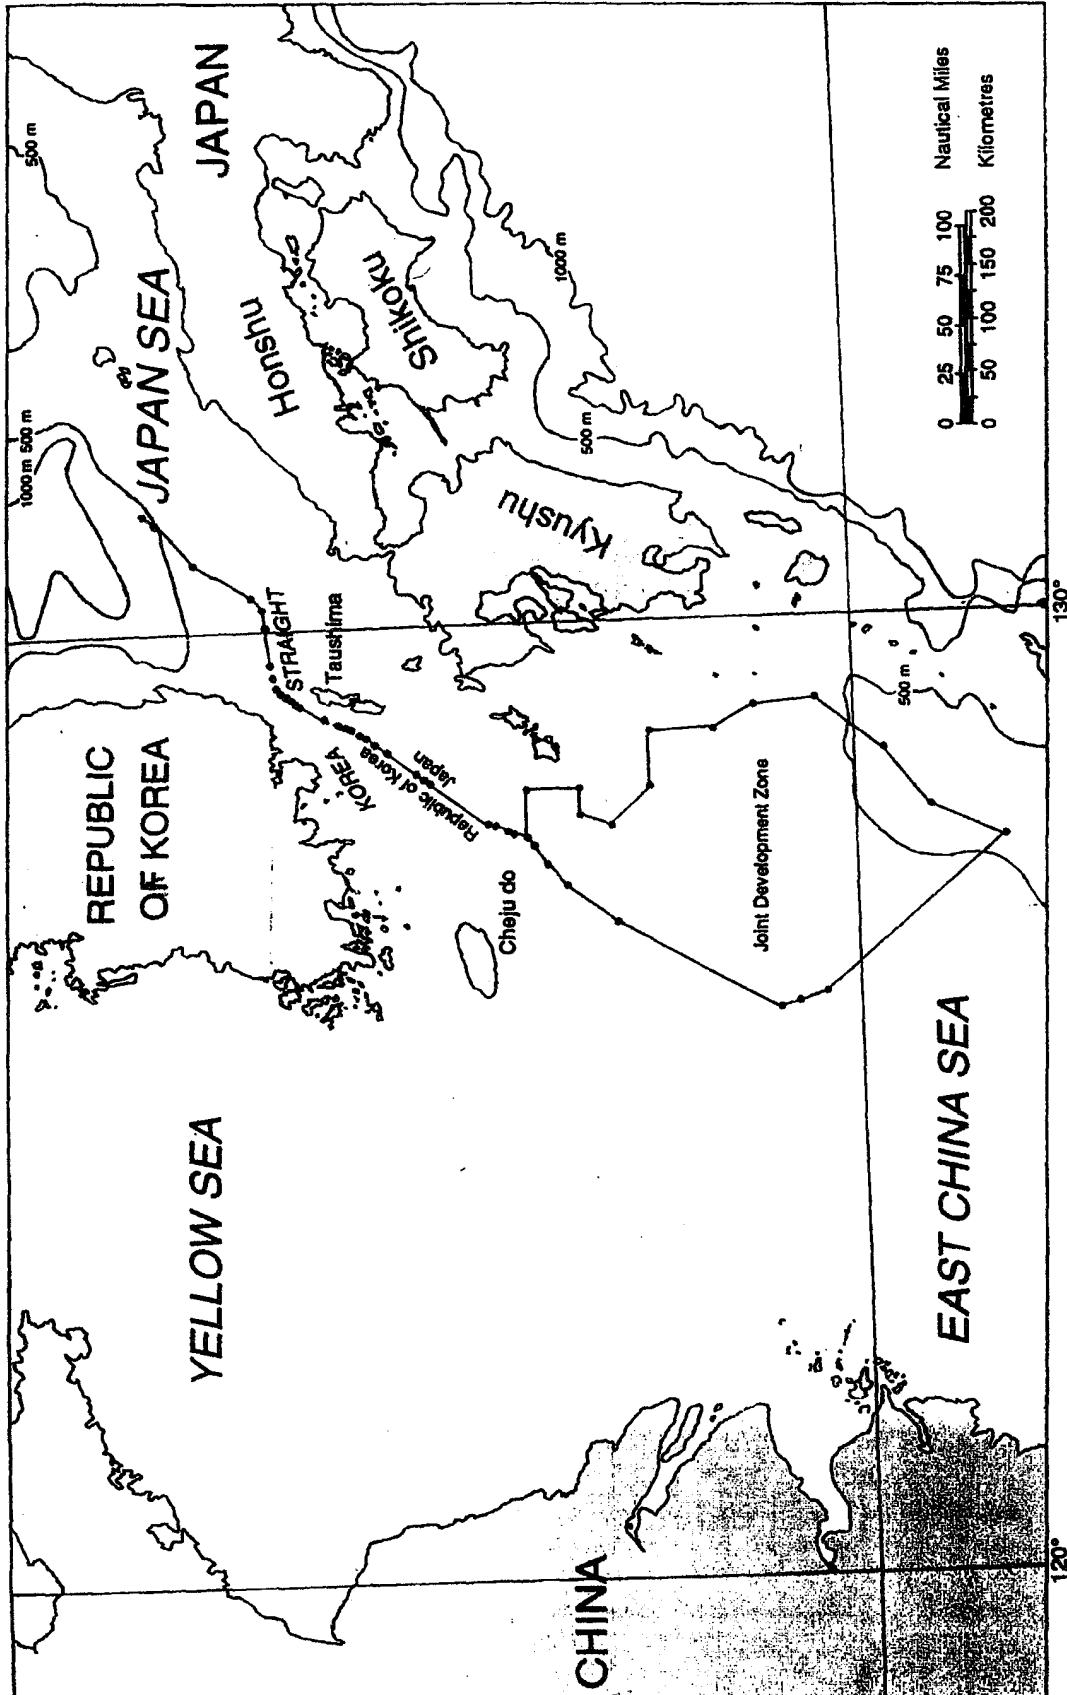 YELLOW SEA
JAPAN SEA
JAPAN
REPUBLIC
OF KOREA
KOREA
STRAIGHT
Honshu
Shikoku
Kyushu
Taushima
Republic of Korea
Japan
Cheju do
Joint Development Zone
CHINA
EAST CHINA SEA
1000 m
500 m
500 m
1000 m
500 m
500 m
0 25 50 75 100 Nautical Miles
0 50 100 150 200 Kilometres
120°
130°